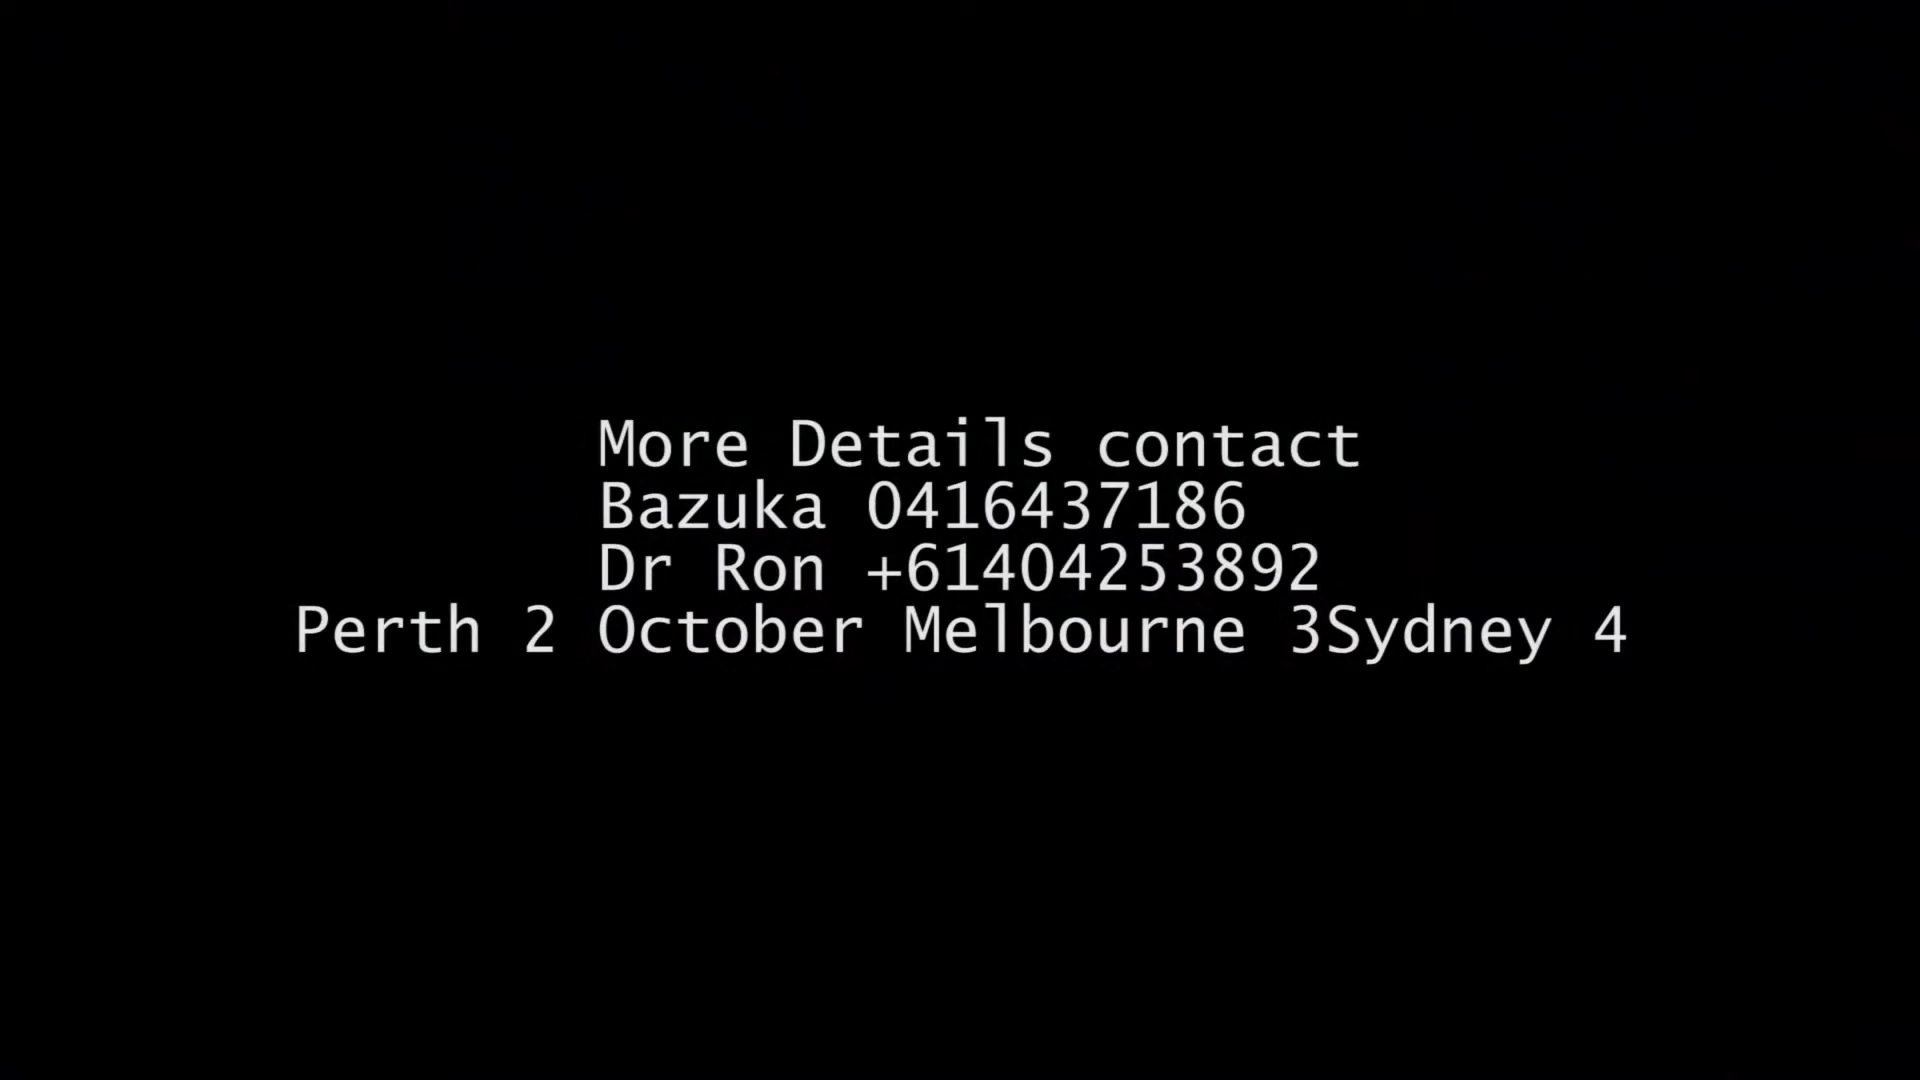 More Details contact
Bazuka 0416437186
Dr Ron +61404253892
Perth 2 October Melbourne 3Sydney 4